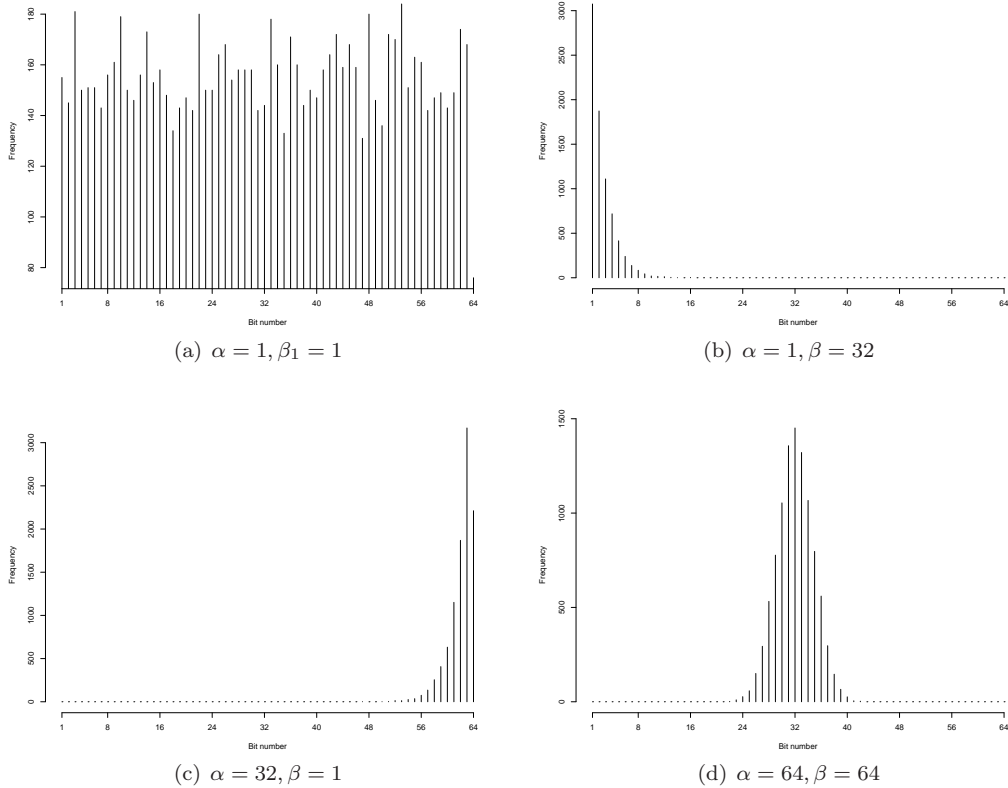 180
160
140
120
100
80
Frequency
1 8 16 24 32 40 48 56 64
Bit number
(a) α = 1, β₁ = 1
3000
2500
2000
1500
1000
500
0
Frequency
1 8 16 24 32 40 48 56 64
Bit number
(b) α = 1, β = 32
3000
2500
2000
1500
1000
500
0
Frequency
1 8 16 24 32 40 48 56 64
Bit number
(c) α = 32, β = 1
1500
1000
500
0
Frequency
1 8 16 24 32 40 48 56 64
Bit number
(d) α = 64, β = 64